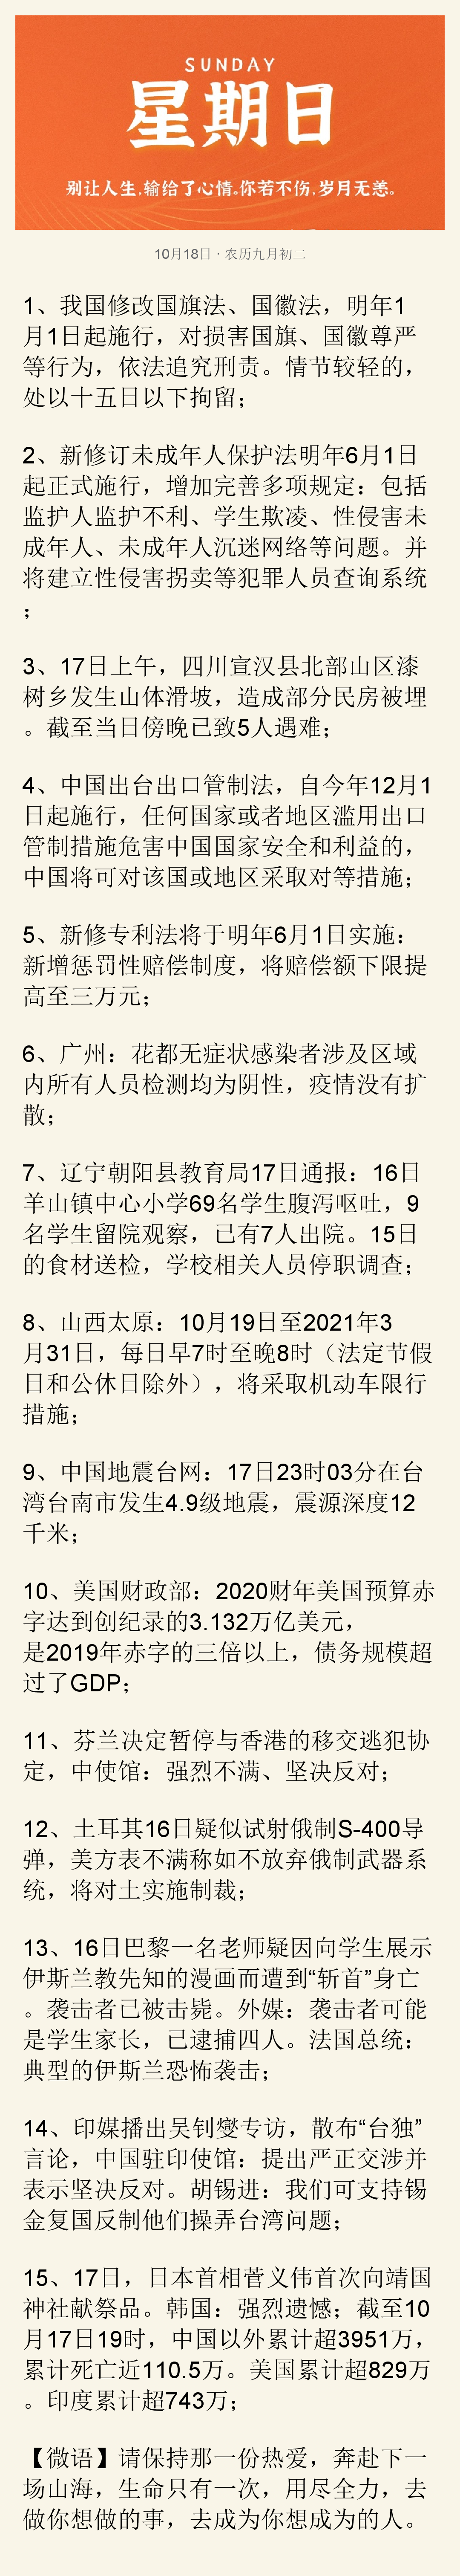 SUNDAY
星期日
别让人生,输给了心情。你若不伤,岁月无恙。
10月18日 · 农历九月初二
1、我国修改国旗法、国徽法，明年1
月1日起施行，对损害国旗、国徽尊严
等行为，依法追究刑责。情节较轻的，
处以十五日以下拘留；
2、新修订未成年人保护法明年6月1日
起正式施行，增加完善多项规定：包括
监护人监护不利、学生欺凌、性侵害未
成年人、未成年人沉迷网络等问题。并
将建立性侵害拐卖等犯罪人员查询系统
；
3、17日上午，四川宣汉县北部山区漆
树乡发生山体滑坡，造成部分民房被埋
。截至当日傍晚已致5人遇难；
4、中国出台出口管制法，自今年12月1
日起施行，任何国家或者地区滥用出口
管制措施危害中国国家安全和利益的，
中国将可对该国或地区采取对等措施；
5、新修专利法将于明年6月1日实施：
新增惩罚性赔偿制度，将赔偿额下限提
高至三万元；
6、广州：花都无症状感染者涉及区域
内所有人员检测均为阴性，疫情没有扩
散；
7、辽宁朝阳县教育局17日通报：16日
羊山镇中心小学69名学生腹泻呕吐，9
名学生留院观察，已有7人出院。15日
的食材送检，学校相关人员停职调查；
8、山西太原：10月19日至2021年3
月31日，每日早7时至晚8时（法定节假
日和公休日除外），将采取机动车限行
措施；
9、中国地震台网：17日23时03分在台
湾台南市发生4.9级地震，震源深度12
千米；
10、美国财政部：2020财年美国预算赤
字达到创纪录的3.132万亿美元，
是2019年赤字的三倍以上，债务规模超
过了GDP；
11、芬兰决定暂停与香港的移交逃犯协
定，中使馆：强烈不满、坚决反对；
12、土耳其16日疑似试射俄制S-400导
弹，美方表不满称如不放弃俄制武器系
统，将对土实施制裁；
13、16日巴黎一名老师疑因向学生展示
伊斯兰教先知的漫画而遭到“斩首”身亡
。袭击者已被击毙。外媒：袭击者可能
是学生家长，已逮捕四人。法国总统：
典型的伊斯兰恐怖袭击；
14、印媒播出吴钊燮专访，散布“台独”
言论，中国驻印使馆：提出严正交涉并
表示坚决反对。胡锡进：我们可支持锡
金复国反制他们操弄台湾问题；
15、17日，日本首相菅义伟首次向靖国
神社献祭品。韩国：强烈遗憾；截至10
月17日19时，中国以外累计超3951万，
累计死亡近110.5万。美国累计超829万
。印度累计超743万；
【微语】请保持那一份热爱，奔赴下一
场山海，生命只有一次，用尽全力，去
做你想做的事，去成为你想成为的人。